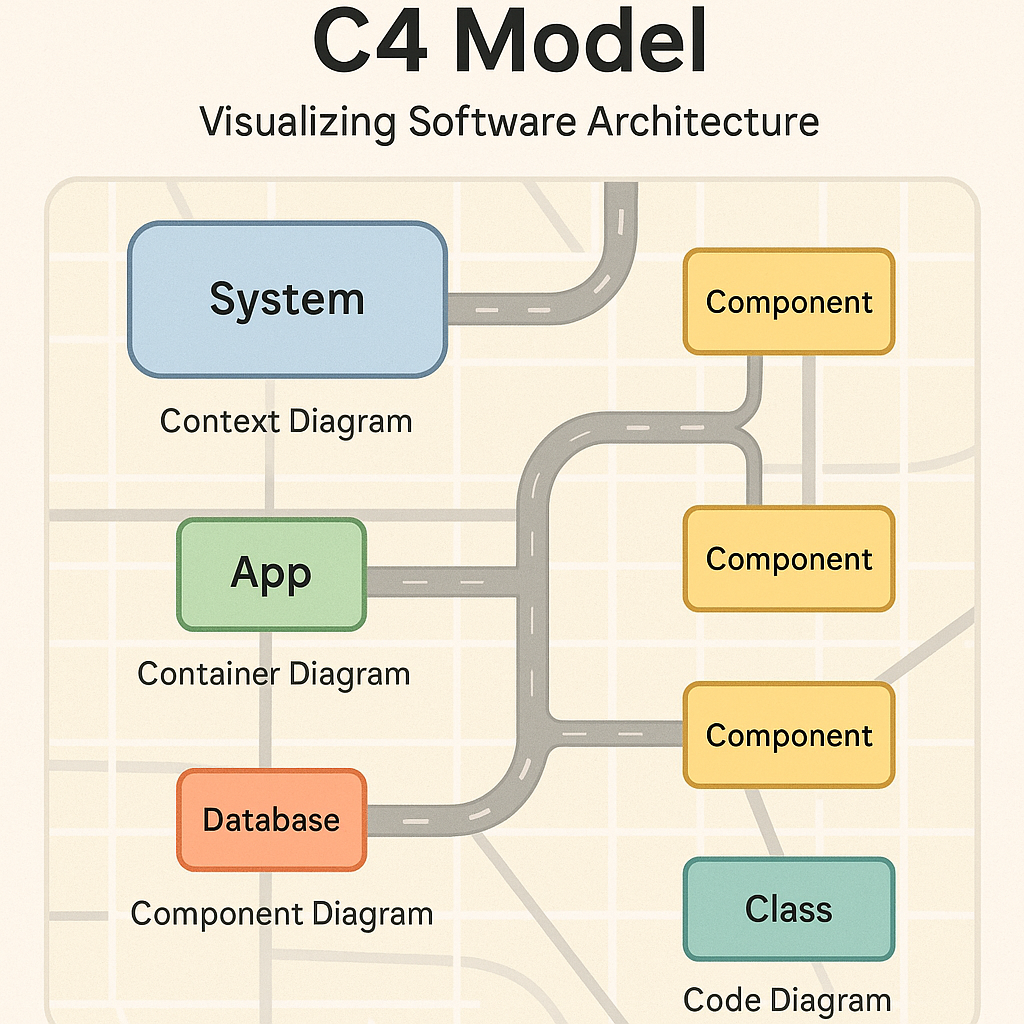 C4 Model
Visualizing Software Architecture
System
Context Diagram
App
Container Diagram
Database
Component Diagram
Component
Component
Component
Class
Code Diagram